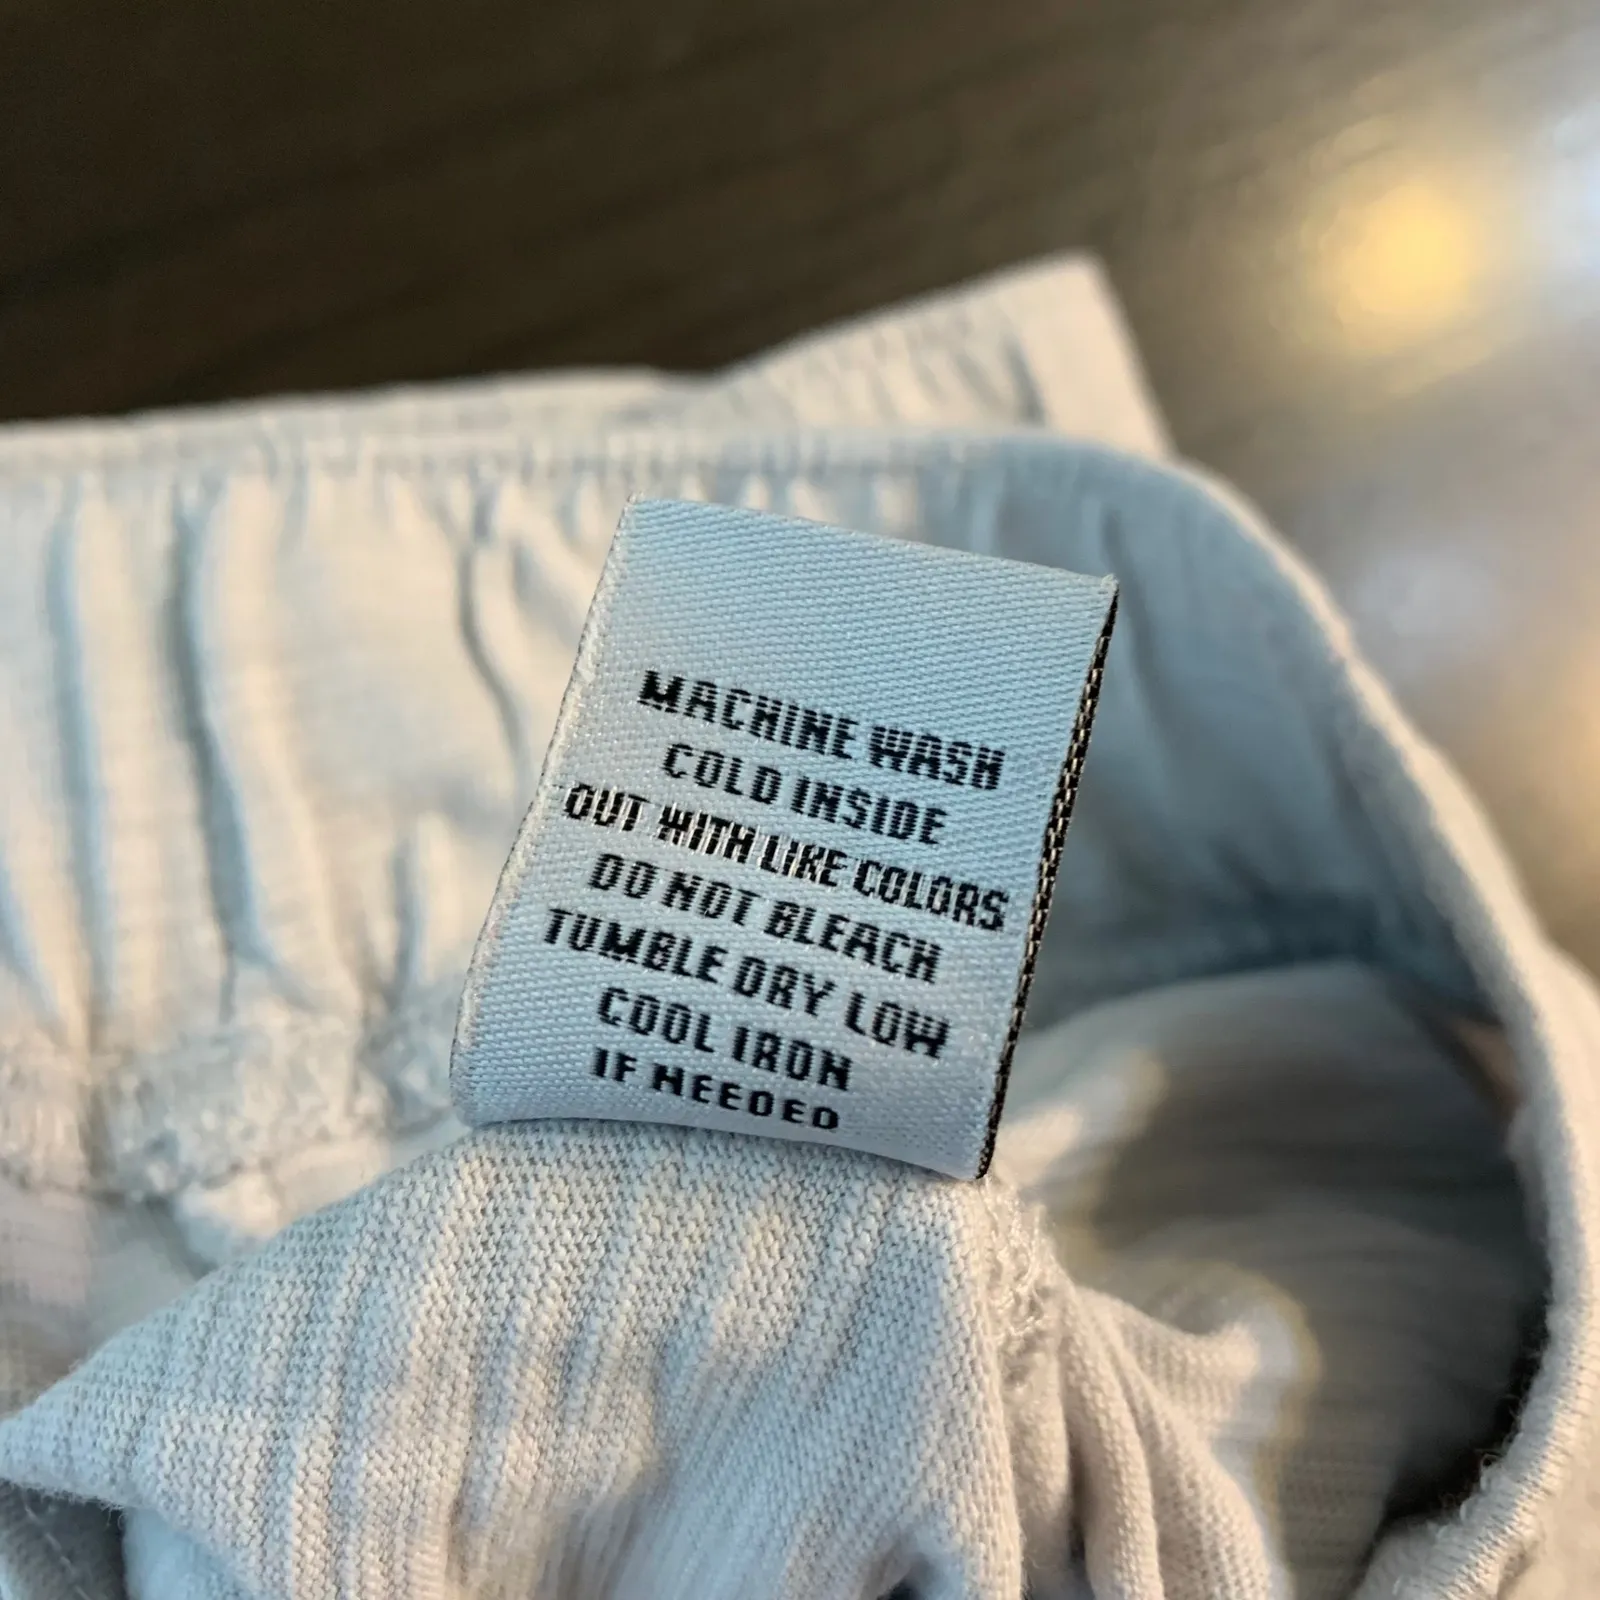 MACHINE WASH
COLD INSIDE
OUT WITH LIKE COLORS
DO NOT BLEACH
TUMBLE DRY LOW
COOL IRON
IF NEEDED